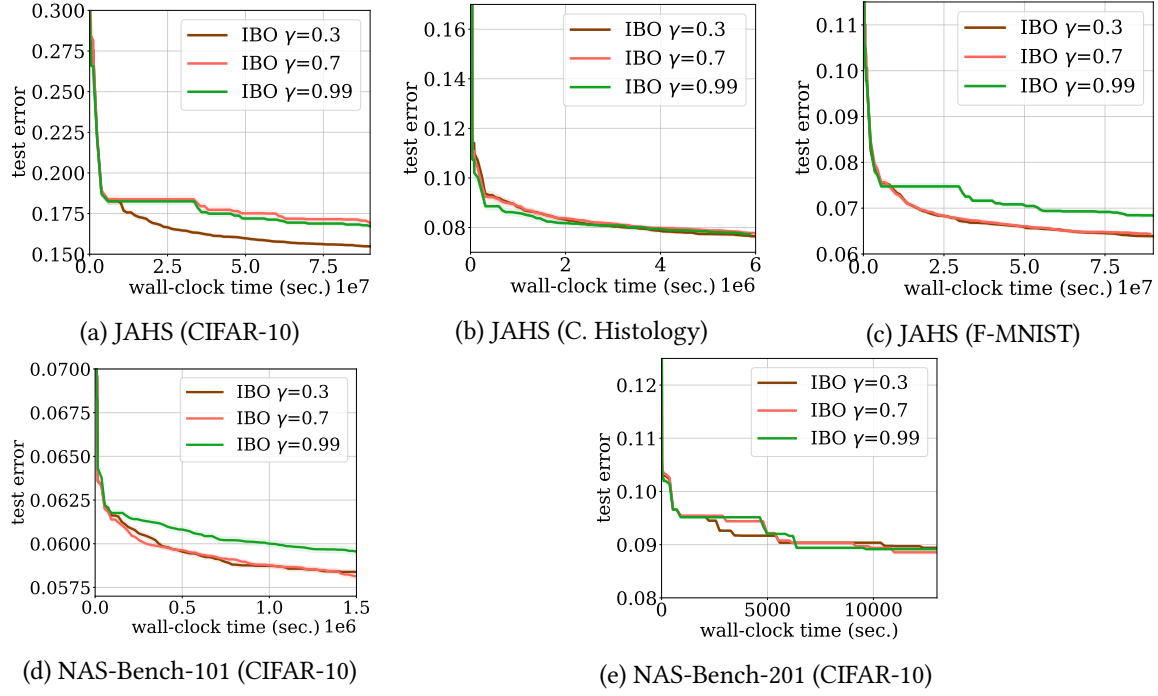 0.300
0.275
0.250
0.225
0.200
0.175
0.150
test error
IBO γ=0.3
IBO γ=0.7
IBO γ=0.99
0.0 2.5 5.0 7.5
wall-clock time (sec.) 1e7
(a) JAHS (CIFAR-10)
0.16
0.14
0.12
0.10
0.08
test error
IBO γ=0.3
IBO γ=0.7
IBO γ=0.99
0 2 4 6
wall-clock time (sec.) 1e6
(b) JAHS (C. Histology)
0.11
0.10
0.09
0.08
0.07
0.06
test error
IBO γ=0.3
IBO γ=0.7
IBO γ=0.99
0.0 2.5 5.0 7.5
wall-clock time (sec.) 1e7
(c) JAHS (F-MNIST)
0.0700
0.0675
0.0650
0.0625
0.0600
0.0575
test error
IBO γ=0.3
IBO γ=0.7
IBO γ=0.99
0.0 0.5 1.0 1.5
wall-clock time (sec.) 1e6
(d) NAS-Bench-101 (CIFAR-10)
0.12
0.11
0.10
0.09
0.08
test error
IBO γ=0.3
IBO γ=0.7
IBO γ=0.99
0 5000 10000
wall-clock time (sec.)
(e) NAS-Bench-201 (CIFAR-10)